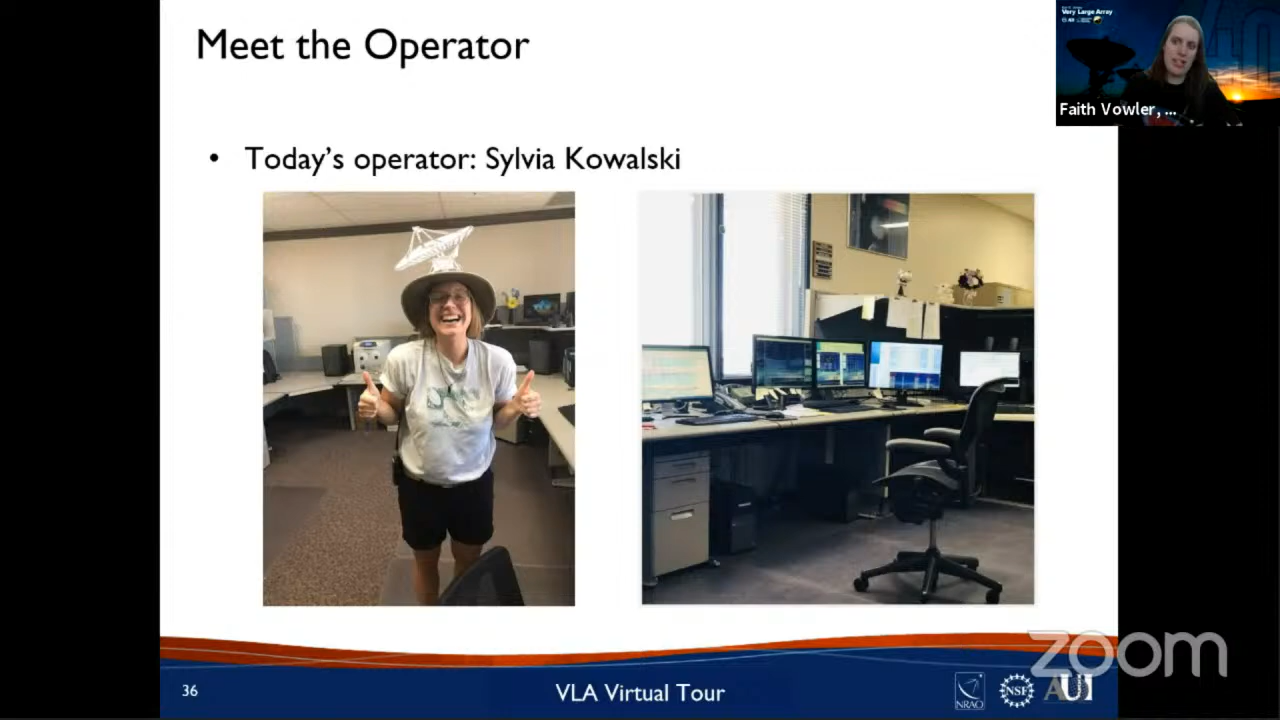 Meet the Operator
Very Large Array
Faith Vowler, ...
• Today's operator: Sylvia Kowalski
zoom
36
VLA Virtual Tour
NRAO
NSF
AUI